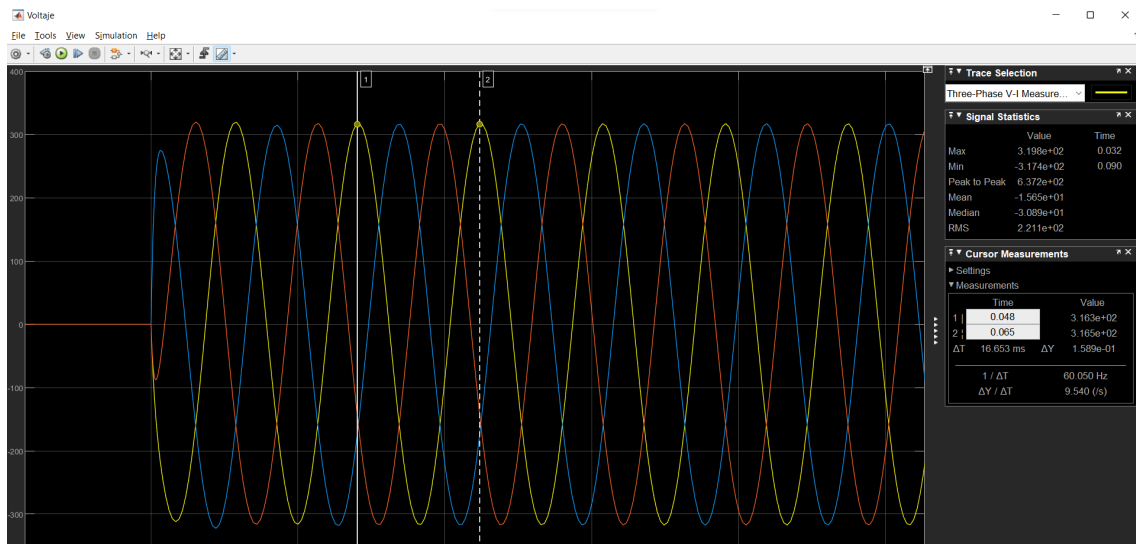 Voltaje
File Tools View Simulation Help
400
300
200
100
0
-100
-200
-300
1
2
Trace Selection
Three-Phase V-I Measure...
Signal Statistics
Value Time
Max 3.198e+02 0.032
Min -3.174e+02 0.090
Peak to Peak 6.372e+02
Mean -1.565e+01
Median -3.089e+01
RMS 2.211e+02
Cursor Measurements
Settings
Measurements
Time Value
1 | 0.048 3.163e+02
2 ¦ 0.065 3.165e+02
ΔT 16.653 ms ΔY 1.589e-01
1 / ΔT 60.050 Hz
ΔY / ΔT 9.540 (/s)